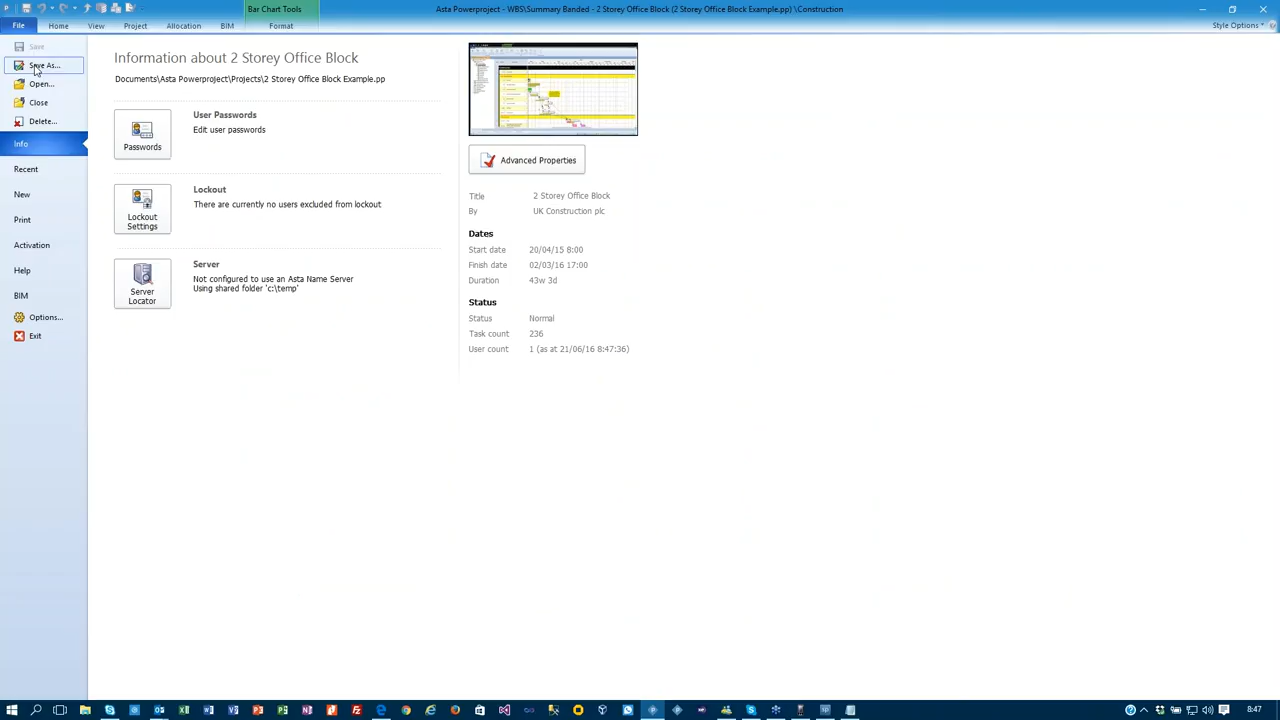 Bar Chart Tools
Asta Powerproject - WBS\Summary Banded - 2 Storey Office Block (2 Storey Office Block Example.pp) \Construction
File
Home
View
Project
Allocation
BIM
Format
Style Options
Save
Save As...
Open...
Close
Delete...
Info
Recent
New
Print
Activation
Help
BIM
Options...
Exit
Information about 2 Storey Office Block
Documents\Asta Powerproject\Projects\2 Storey Office Block Example.pp
Passwords
User Passwords
Edit user passwords
Lockout
Settings
Lockout
There are currently no users excluded from lockout
Server
Locator
Server
Not configured to use an Asta Name Server
Using shared folder 'c:\temp'
Advanced Properties
Title 2 Storey Office Block
By UK Construction plc
Dates
Start date 20/04/15 8:00
Finish date 02/03/16 17:00
Duration 43w 3d
Status
Status Normal
Task count 236
User count 1 (as at 21/06/16 8:47:36)
8:47